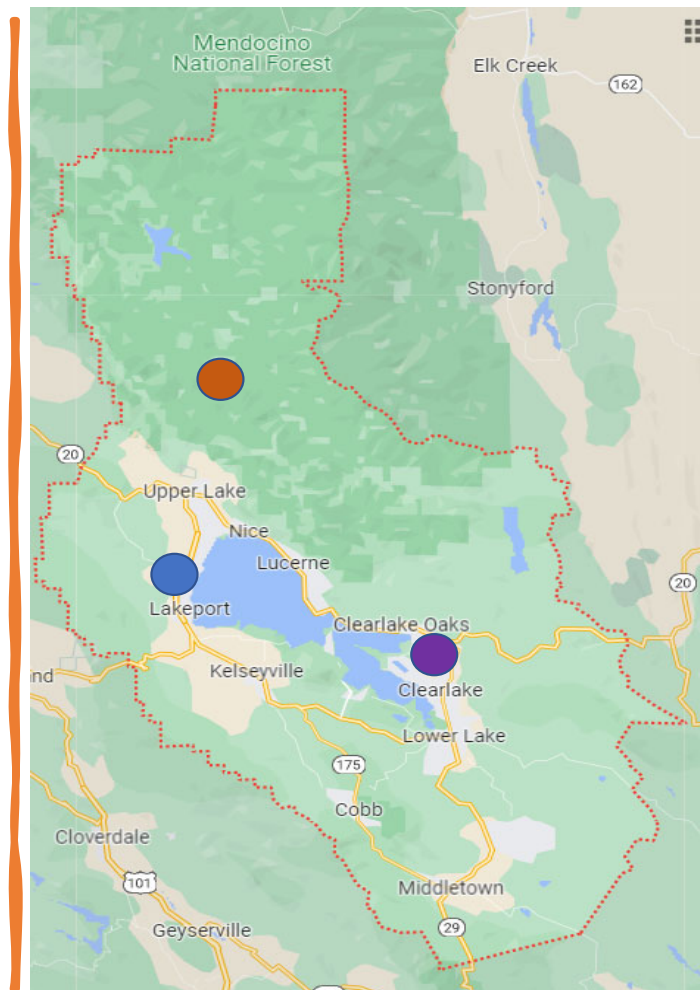 Mendocino
National Forest
Elk Creek
162
Stonyford
20
Upper Lake
Nice
Lucerne
20
Lakeport
Clearlake Oaks
nd
Kelseyville
Clearlake
Lower Lake
175
Cobb
Cloverdale
101
Middletown
Geyserville
29